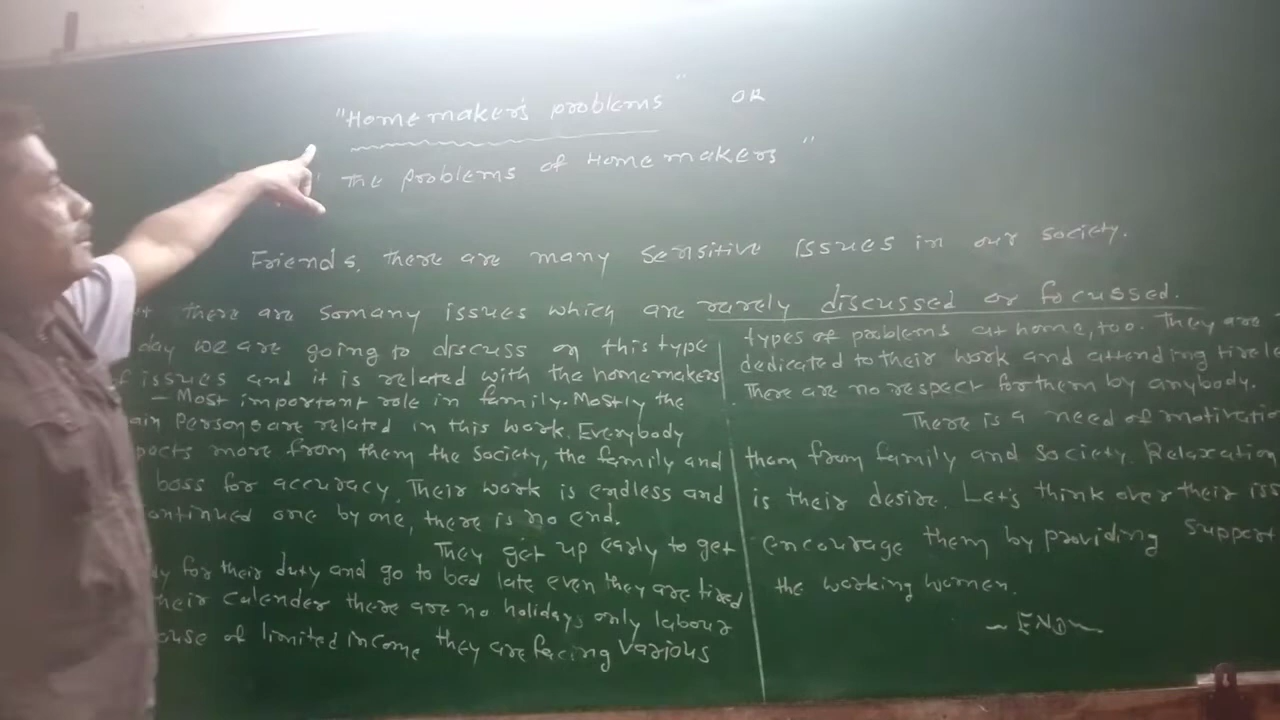 "Homemaker's problems" OR
"The problems of Homemakers"
Friends, there are many sensitive issues in our society.
there are somany issues which are rarely discussed or focussed.
day we are going to discuss on this type
of issues and it is related with the homemakers
- Most important role in family. Mostly the
ain Persons are related in this work. Everybody
pects more from them the society, the family and
boss for accuracy. Their work is endless and
ontinued one by one, there is no end.
They get up early to get
dy for their duty and go to bed late even they are tired
their calender there are no holidays only labour
ause of limited income they are facing various
types of problems at home, too. They are
dedicated to their work and attending tirele
There are no respect for them by anybody.
There is a need of motivatio
them from family and society. Relaxation
is their desire. Let's think over their iss
encourage them by providing support
the working women.
~ END ~